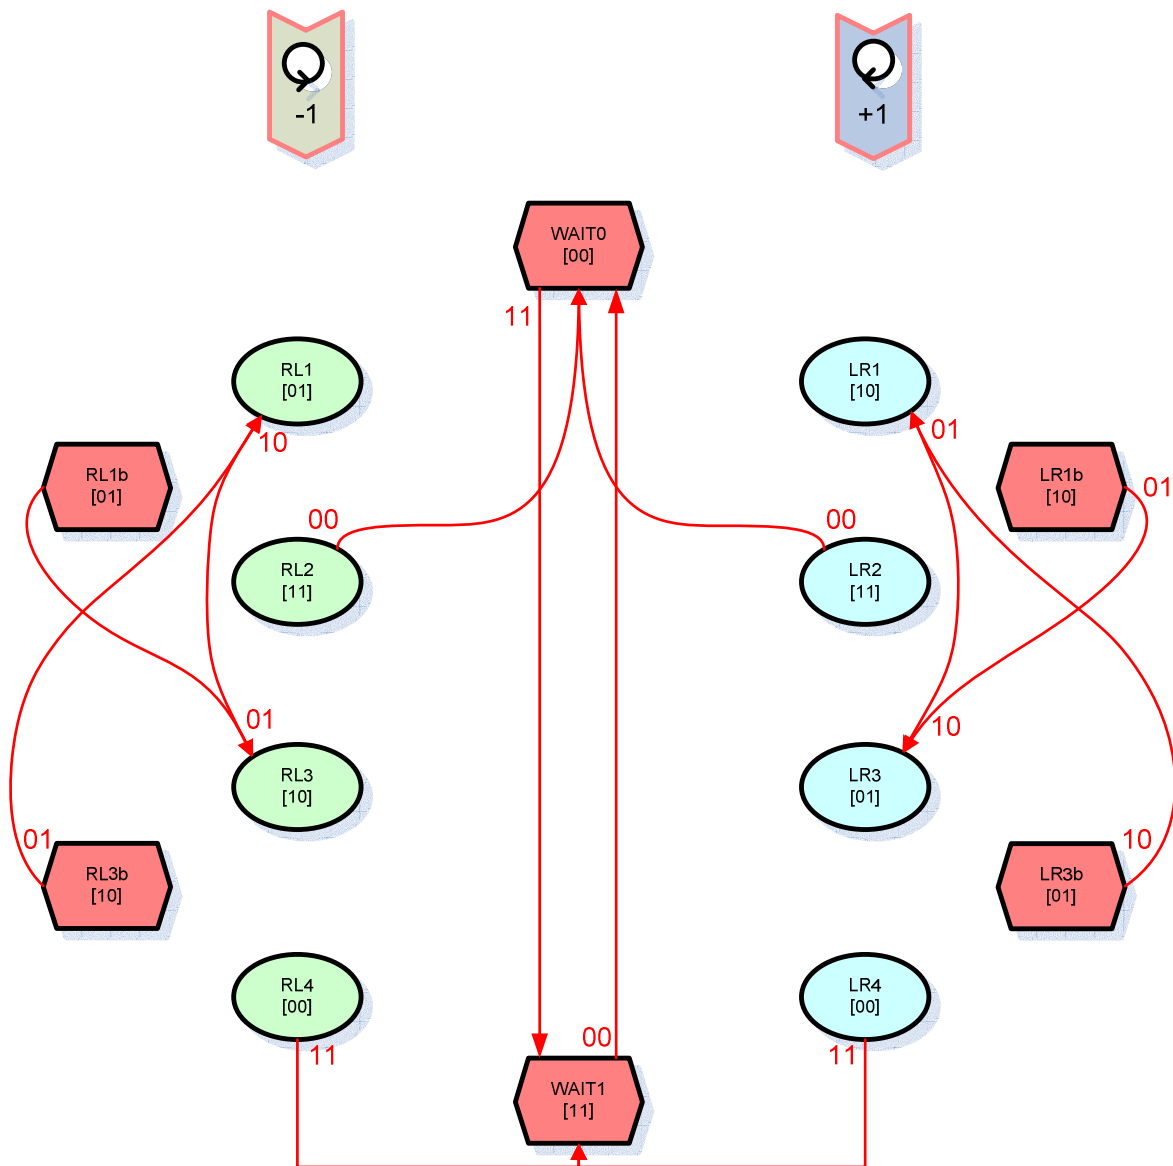 -1
+1
WAIT0
[00]
11
RL1
[01]
LR1
[10]
10
01
RL1b
[01]
LR1b
[10]
01
00
00
RL2
[11]
LR2
[11]
01
10
RL3
[10]
LR3
[01]
01
10
RL3b
[10]
LR3b
[01]
RL4
[00]
LR4
[00]
11
00
11
WAIT1
[11]